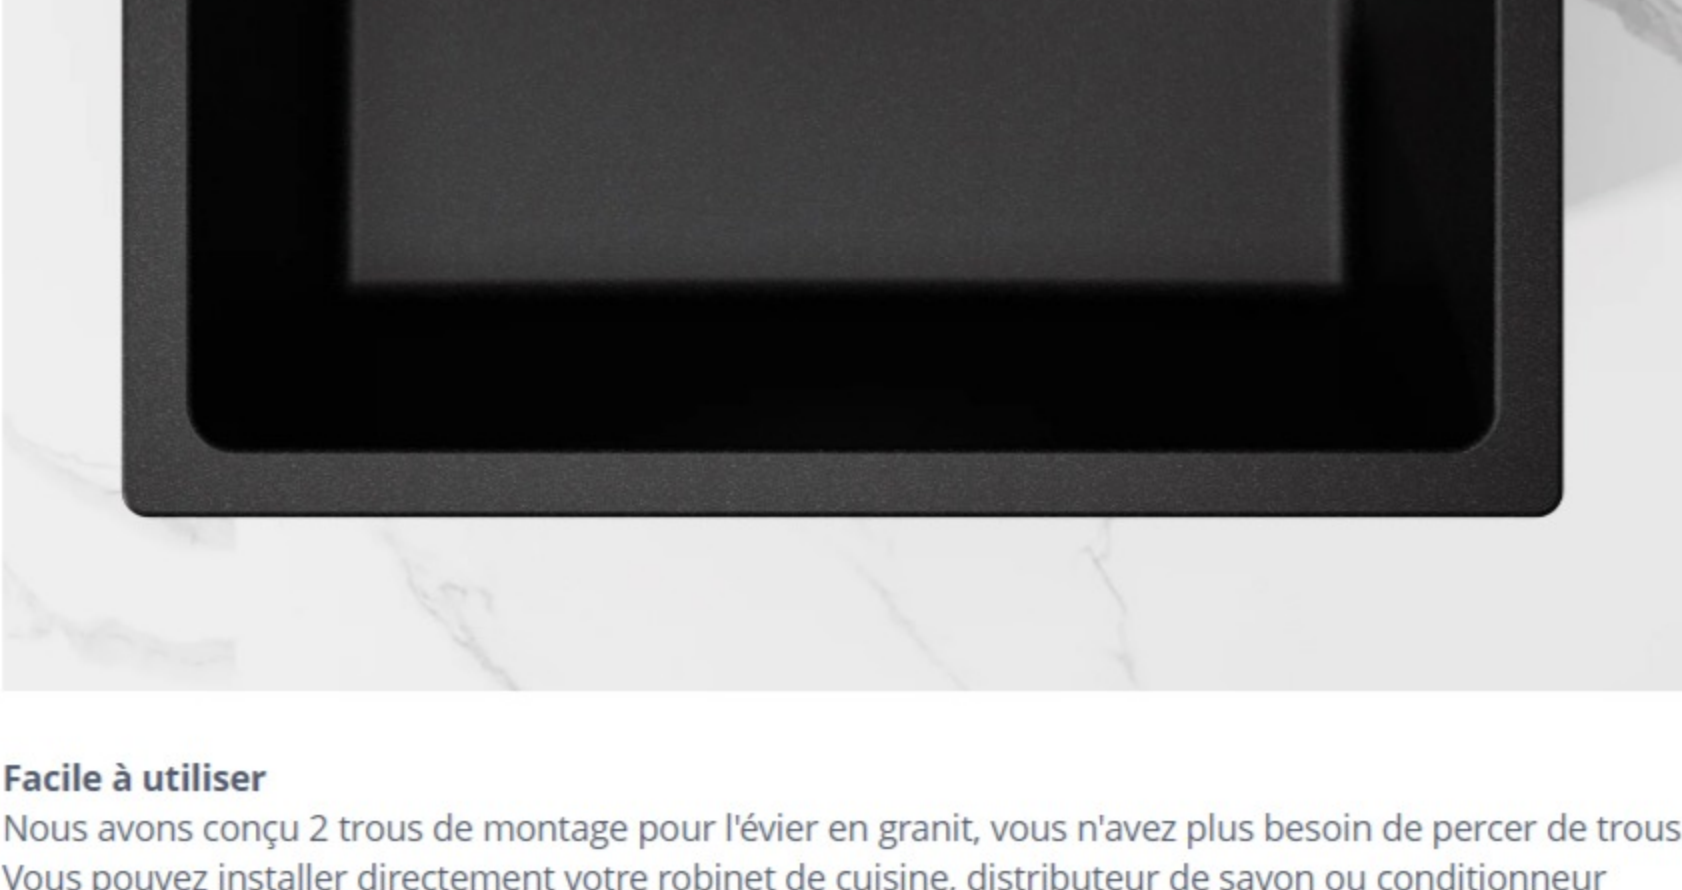 Facile à utiliser
Nous avons conçu 2 trous de montage pour l'évier en granit, vous n'avez plus besoin de percer de trous
Vous pouvez installer directement votre robinet de cuisine, distributeur de savon ou conditionneur